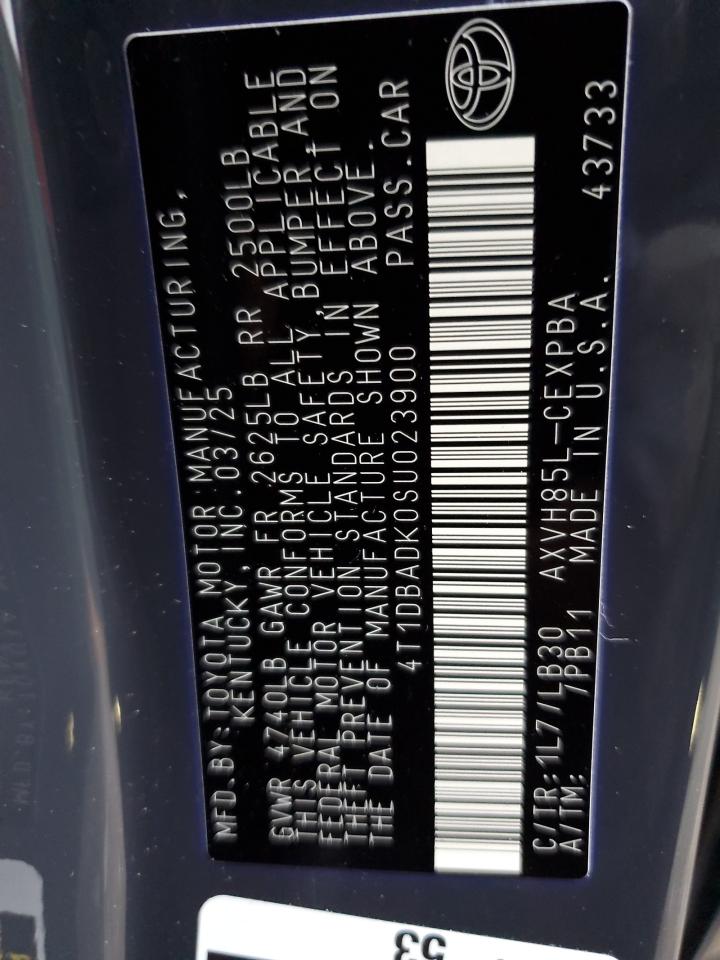 MFD.BY:TOYOTA MOTOR MANUFACTURING,
KENTUCKY, INC.03/25
GVWR 4740LB GAWR FR 2625LB RR 2500LB
THIS VEHICLE CONFORMS TO ALL APPLICABLE
FEDERAL MOTOR VEHICLE SAFETY, BUMPER, AND
THEFT PREVENTION STANDARDS IN EFFECT ON
THE DATE OF MANUFACTURE SHOWN ABOVE.
4T1DBADK0SU023900 PASS.CAR
C/TR:1L7/LB30 AXVH85L-CEXPBA
A/TM: 7PB11 MADE IN U.S.A. 43733
53